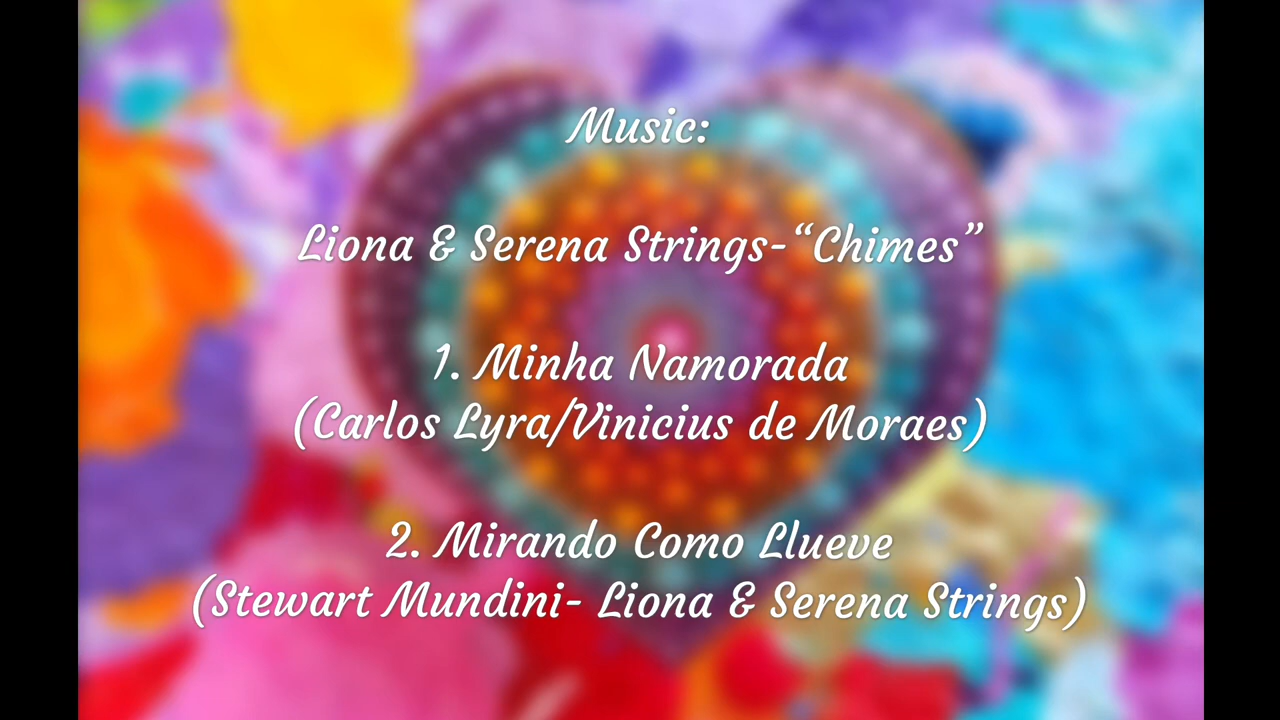 Music:
Liona & Serena Strings-“Chimes”
1. Minha Namorada
(Carlos Lyra/Vinicius de Moraes)
2. Mirando Como Llueve
(Stewart Mundini- Liona & Serena Strings)